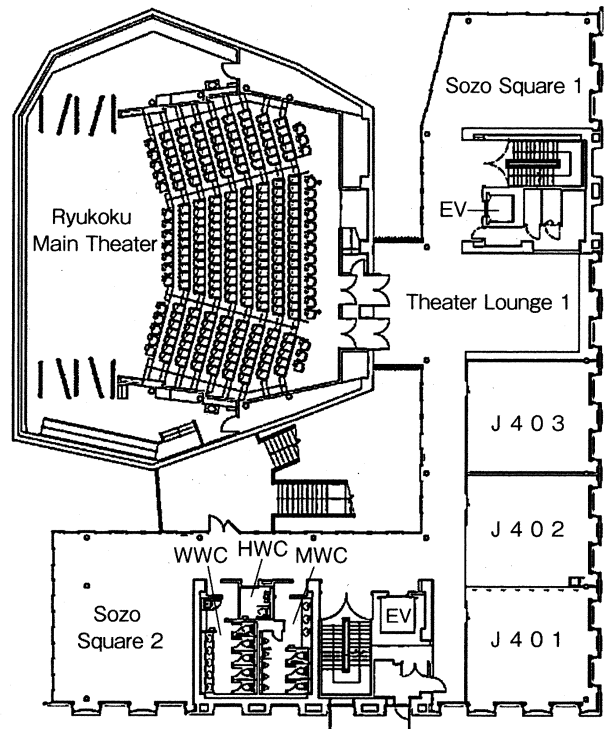 Sozo Square 1
EV
Ryukoku
Main Theater
Theater Lounge 1
J 4 0 3
J 4 0 2
WWC
HWC
MWC
EV
Sozo
Square 2
J 4 0 1